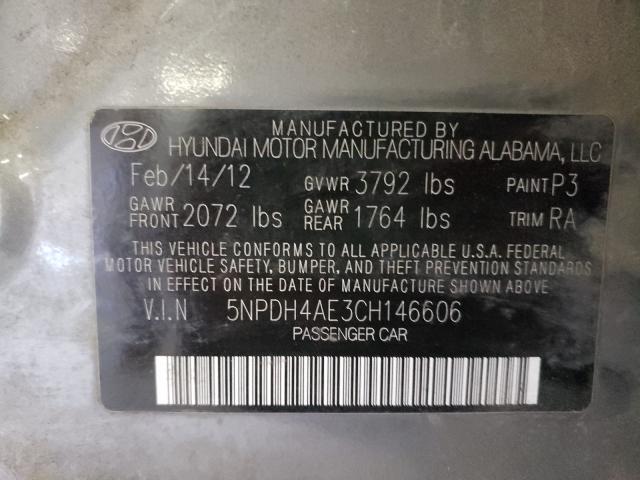 MANUFACTURED BY
HYUNDAI MOTOR MANUFACTURING ALABAMA, LLC
Feb/14/12 GVWR 3792 lbs PAINT P3
GAWR FRONT 2072 lbs GAWR REAR 1764 lbs TRIM RA
THIS VEHICLE CONFORMS TO ALL APPLICABLE U.S.A. FEDERAL
MOTOR VEHICLE SAFETY, BUMPER, AND THEFT PREVENTION STANDARDS
IN EFFECT ON THE DATE OF MANUFACTURE SHOWN ABOVE.
V.I.N 5NPDH4AE3CH146606
PASSENGER CAR